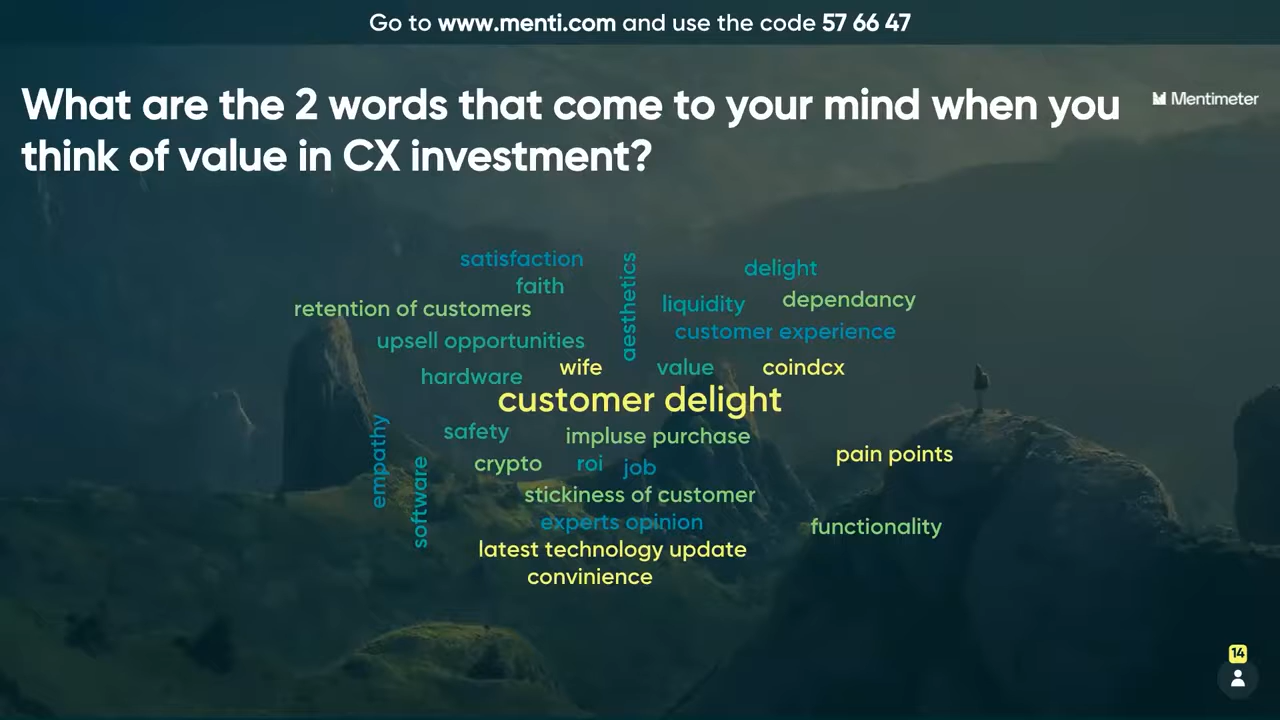 Go to www.menti.com and use the code 57 66 47
What are the 2 words that come to your mind when you
think of value in CX investment?
Mentimeter
satisfaction
aesthetics
delight
faith
liquidity
dependancy
retention of customers
customer experience
upsell opportunities
wife
value
coindcx
hardware
customer delight
empathy
safety
impluse purchase
pain points
crypto
roi
job
software
stickiness of customer
experts opinion
functionality
latest technology update
convinience
14